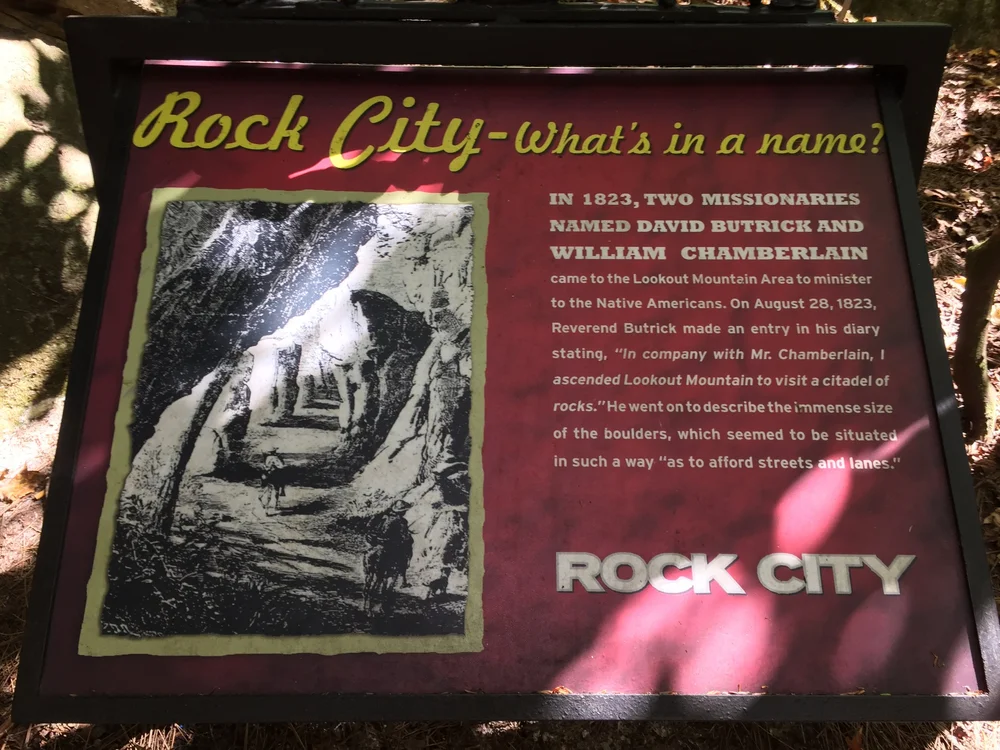 Rock City - What's in a name?
IN 1823, TWO MISSIONARIES
NAMED DAVID BUTRICK AND
WILLIAM CHAMBERLAIN
came to the Lookout Mountain Area to minister
to the Native Americans. On August 28, 1823,
Reverend Butrick made an entry in his diary
stating, "In company with Mr. Chamberlain, I
ascended Lookout Mountain to visit a citadel of
rocks." He went on to describe the immense size
of the boulders, which seemed to be situated
in such a way "as to afford streets and lanes."
ROCK CITY